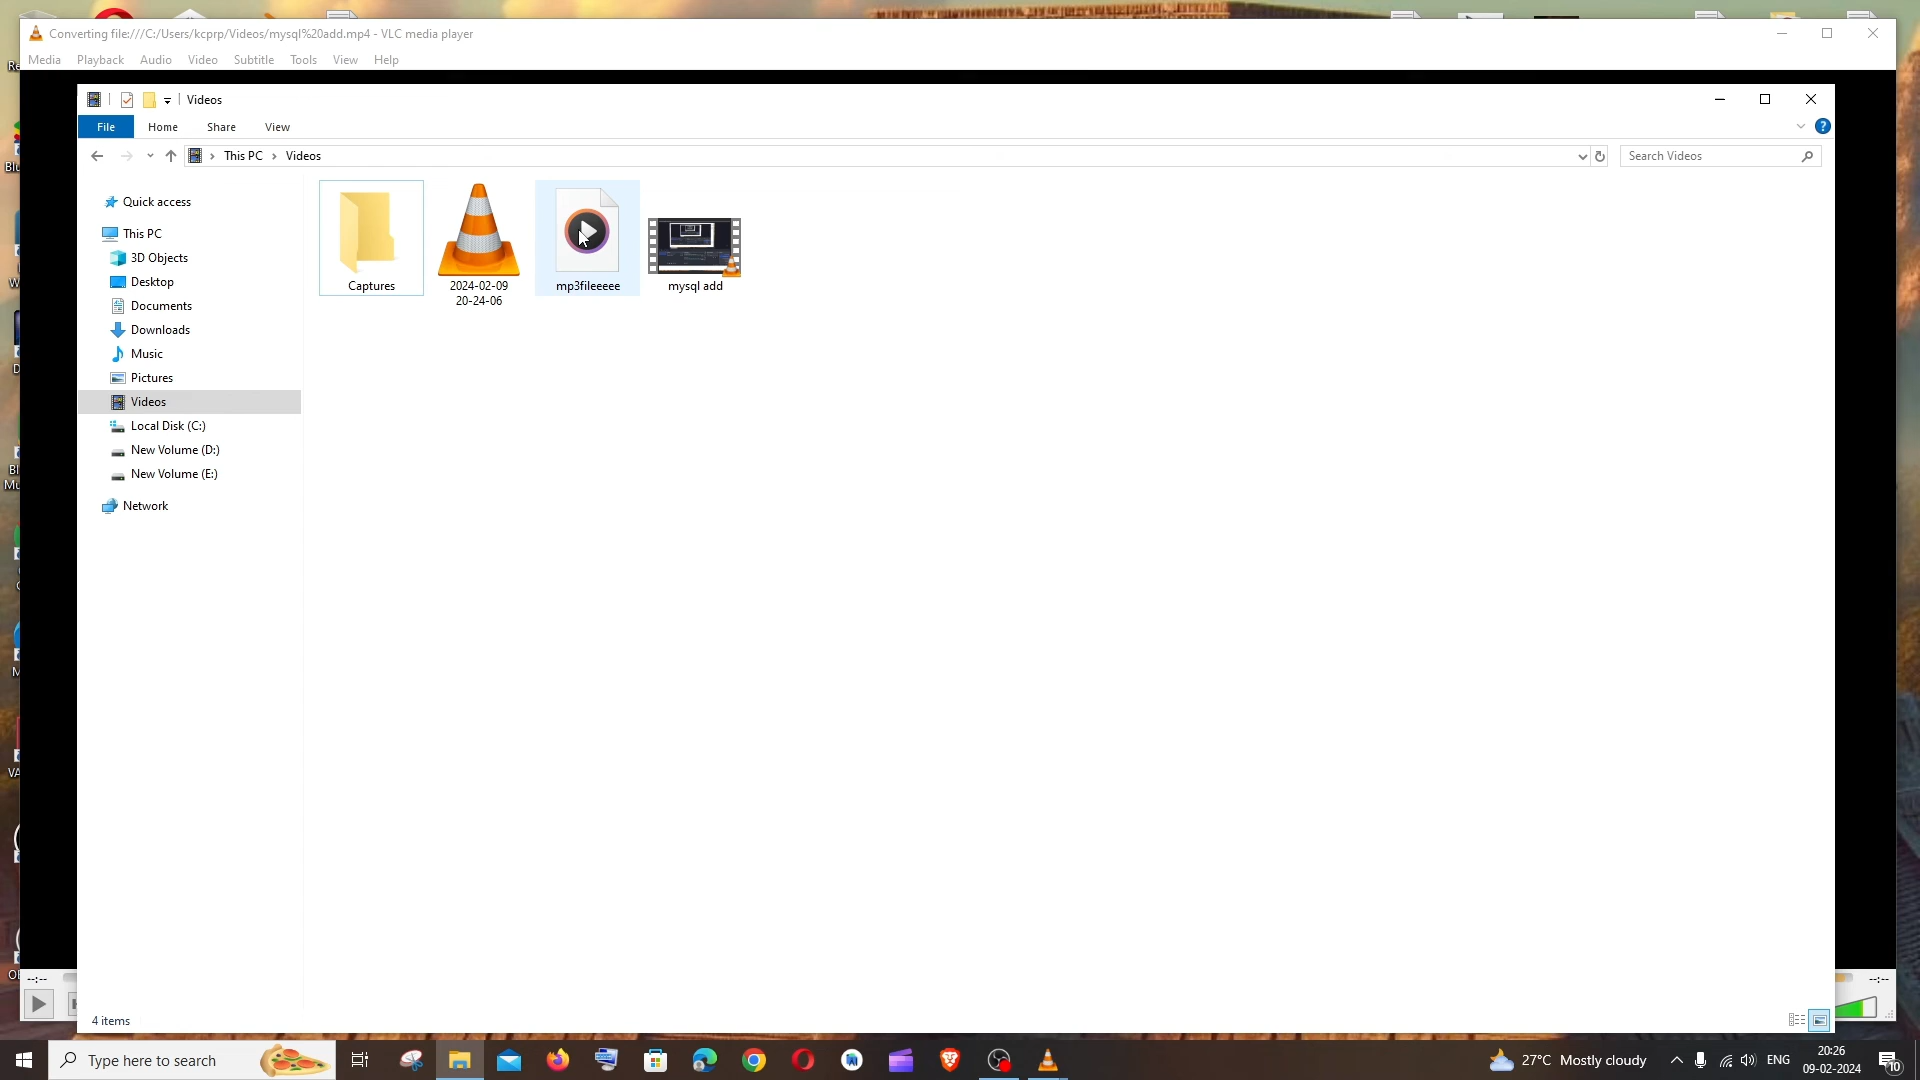 Converting file:///C:/Users/kcprp/Videos/mysql%20add.mp4 - VLC media player
Media Playback Audio Video Subtitle Tools View Help
Videos
File Home Share View
This PC > Videos
Search Videos
Quick access
This PC
3D Objects
Desktop
Documents
Downloads
Music
Pictures
Videos
Local Disk (C:)
New Volume (D:)
New Volume (E:)
Network
Captures
2024-02-09
20-24-06
mp3fileeeee
mysql add
--:--
--:--
4 items
Type here to search
27°C Mostly cloudy
ENG
20:26
09-02-2024
10